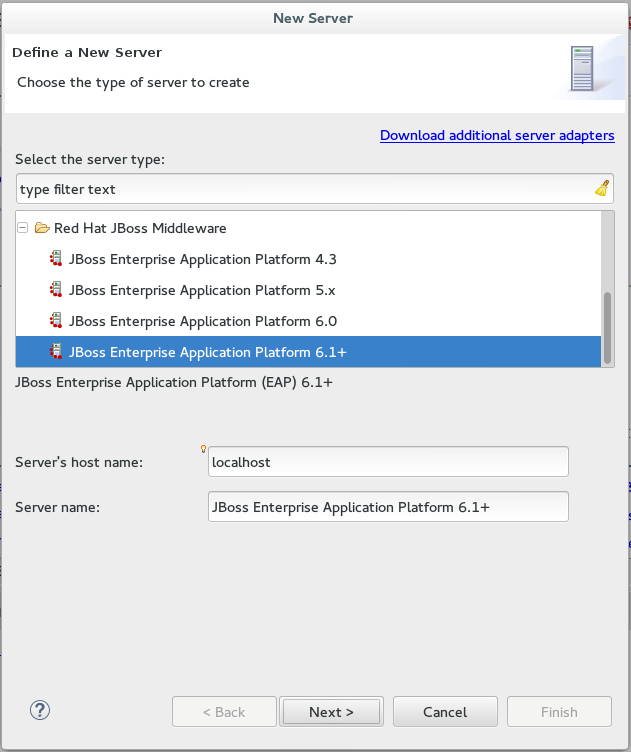 New Server
Define a New Server
Choose the type of server to create
Download additional server adapters
Select the server type:
type filter text
Red Hat JBoss Middleware
JBoss Enterprise Application Platform 4.3
JBoss Enterprise Application Platform 5.x
JBoss Enterprise Application Platform 6.0
JBoss Enterprise Application Platform 6.1+
JBoss Enterprise Application Platform (EAP) 6.1+
Server's host name: localhost
Server name: JBoss Enterprise Application Platform 6.1+
? < Back Next > Cancel Finish